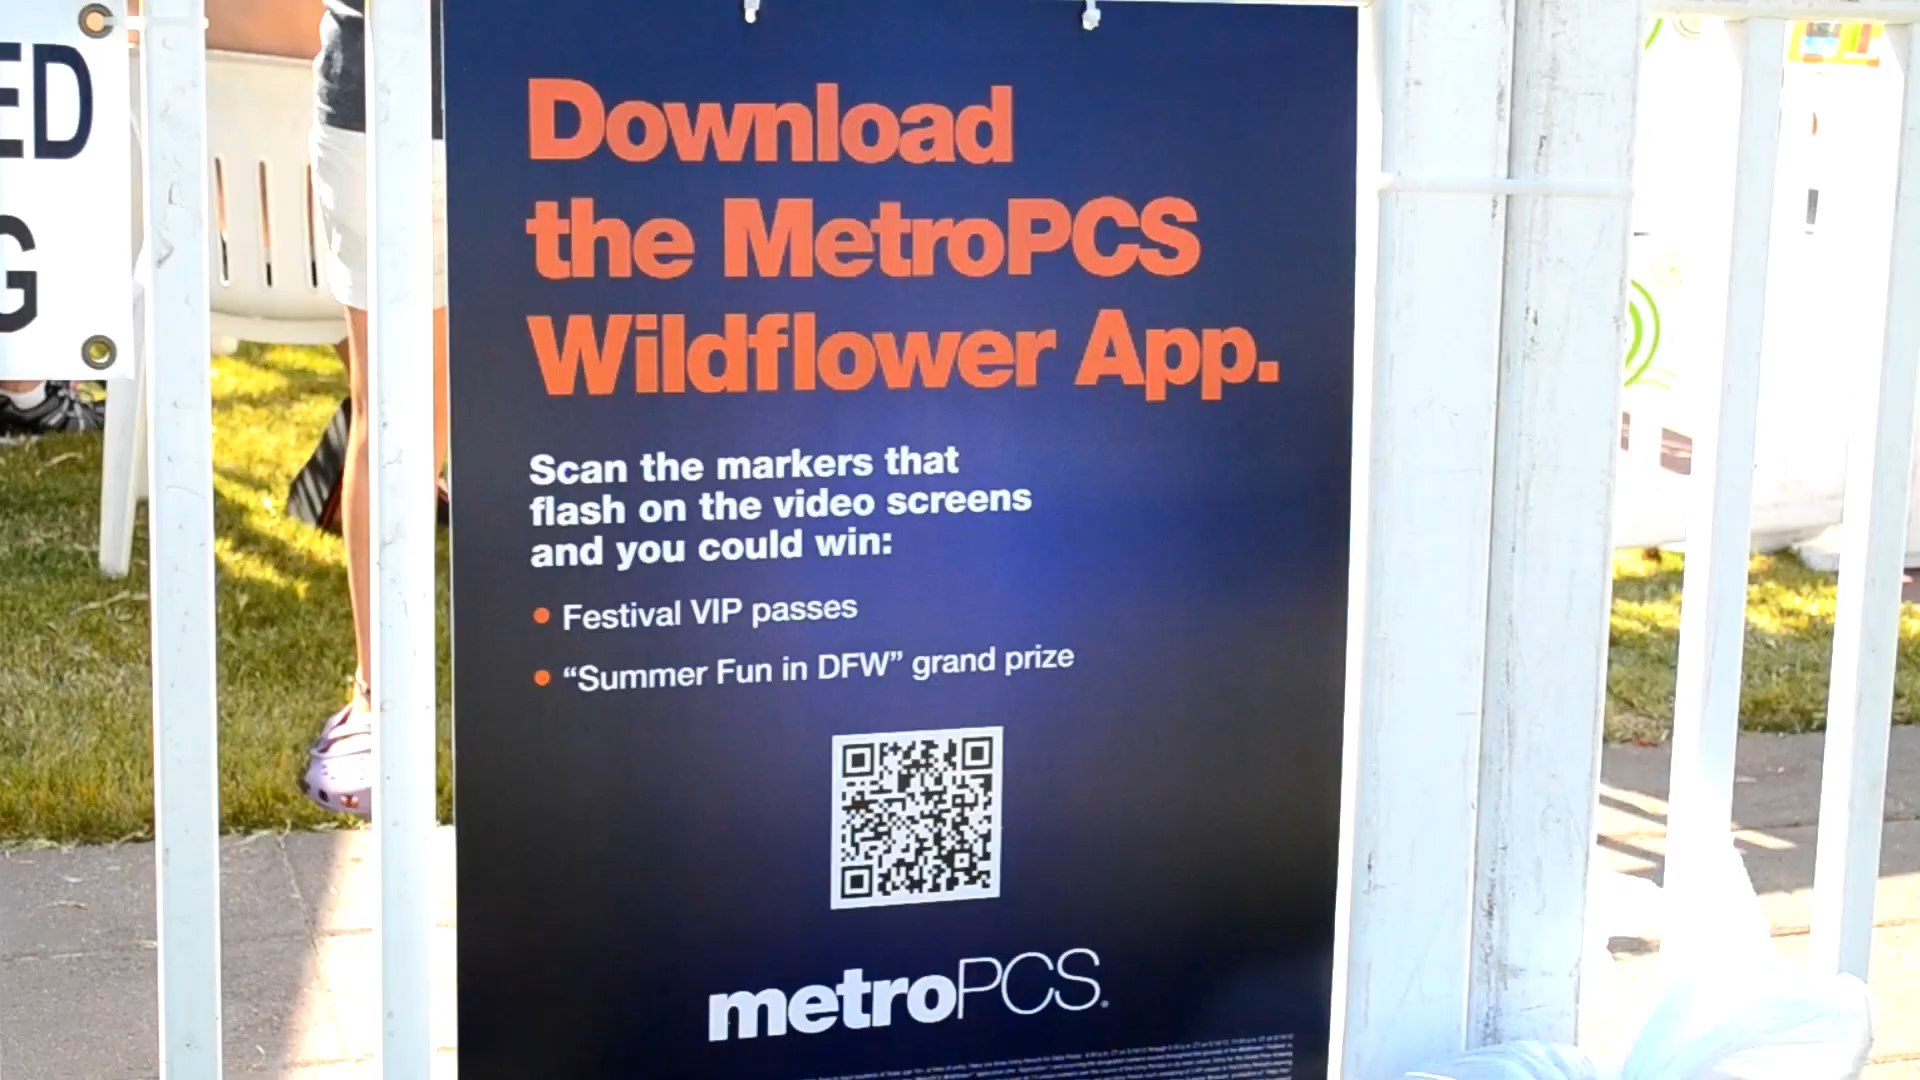 ED
G
Download
the MetroPCS
Wildflower App.
Scan the markers that
flash on the video screens
and you could win:
• Festival VIP passes
• “Summer Fun in DFW” grand prize
metroPCS.